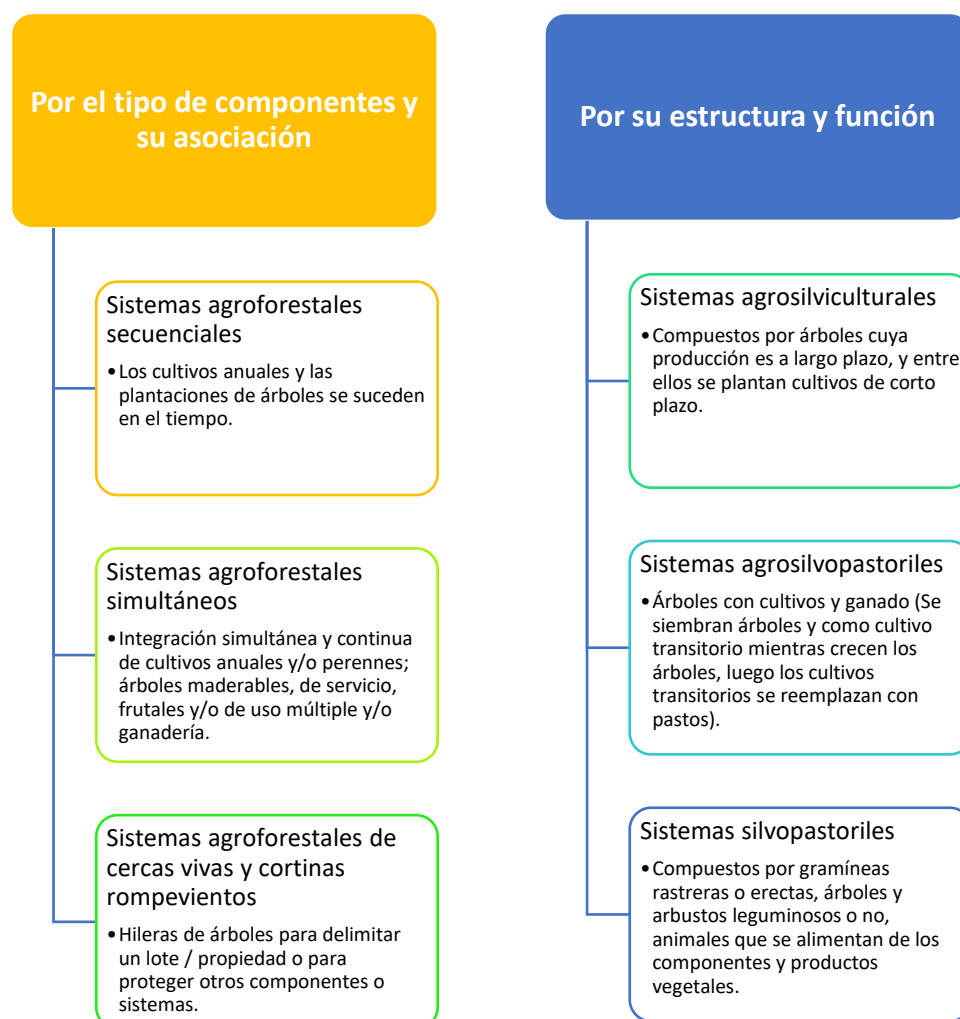 Por el tipo de componentes y
su asociación
Sistemas agroforestales
secuenciales
•Los cultivos anuales y las
plantaciones de árboles se suceden
en el tiempo.
Sistemas agroforestales
simultáneos
•Integración simultánea y continua
de cultivos anuales y/o perennes;
árboles maderables, de servicio,
frutales y/o de uso múltiple y/o
ganadería.
Sistemas agroforestales de
cercas vivas y cortinas
rompevientos
•Hileras de árboles para delimitar
un lote / propiedad o para
proteger otros componentes o
sistemas.
Por su estructura y función
Sistemas agrosilviculturales
•Compuestos por árboles cuya
producción es a largo plazo, y entre
ellos se plantan cultivos de corto
plazo.
Sistemas agrosilvopastoriles
•Árboles con cultivos y ganado (Se
siembran árboles y como cultivo
transitorio mientras crecen los
árboles, luego los cultivos
transitorios se reemplazan con
pastos).
Sistemas silvopastoriles
•Compuestos por gramíneas
rastreras o erectas, árboles y
arbustos leguminosos o no,
animales que se alimentan de los
componentes y productos
vegetales.